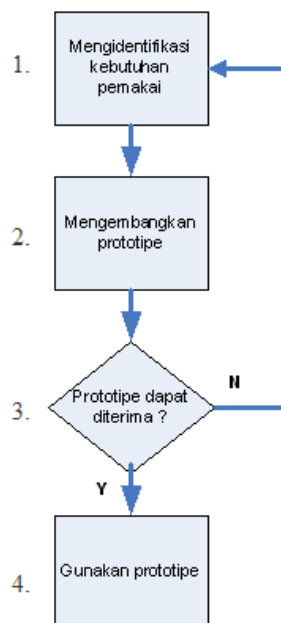 1.
Mengidentifikasi
kebutuhan
pemakai
2.
Mengembangkan
prototipe
3.
Prototipe dapat
diterima ?
N
Y
4.
Gunakan prototipe